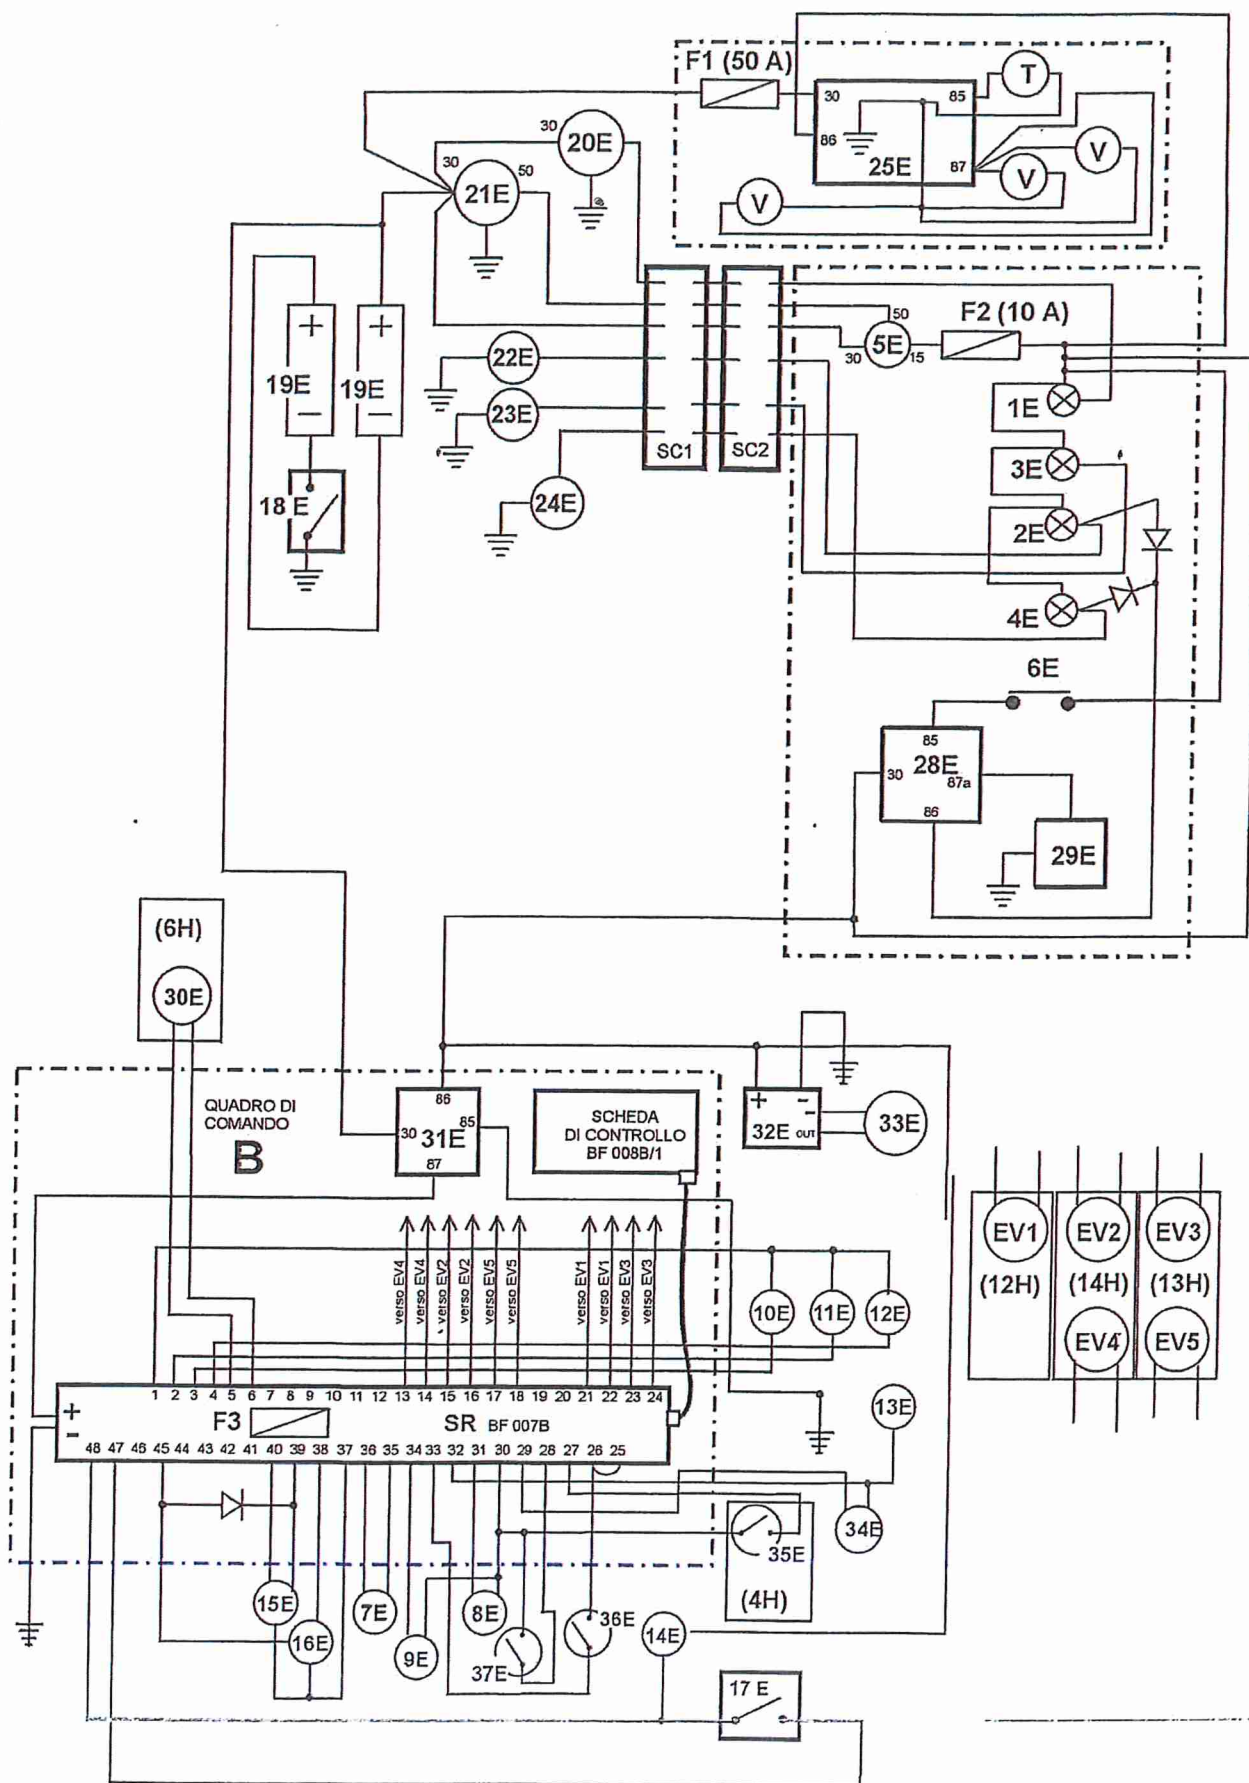 F1 (50 A)
T
30
85
86
87
25E
V
V
V
30
20E
30
50
21E
SC1
SC2
22E
23E
24E
+
+
19E
19E
−
−
18 E
50
5E
30
15
F2 (10 A)
1E
3E
2E
4E
6E
85
28E
30
87a
86
29E
(6H)
30E
QUADRO DI
COMANDO
B
86
85
30
31E
87
SCHEDA
DI CONTROLLO
BF 008B/1
+
−
−
32E OUT
33E
EV1
EV2
EV3
(12H)
(14H)
(13H)
EV4
EV5
verso EV4
verso EV4
verso EV2
verso EV2
verso EV5
verso EV5
verso EV1
verso EV1
verso EV3
verso EV3
10E
11E
12E
1 2 3 4 5 6 7 8 9 10 11 12 13 14 15 16 17 18 19 20 21 22 23 24
+
−
F3
SR BF 007B
48 47 46 45 44 43 42 41 40 39 38 37 36 35 34 33 32 31 30 29 28 27 26 25
13E
34E
35E
(4H)
15E
7E
8E
36E
16E
9E
37E
14E
17 E